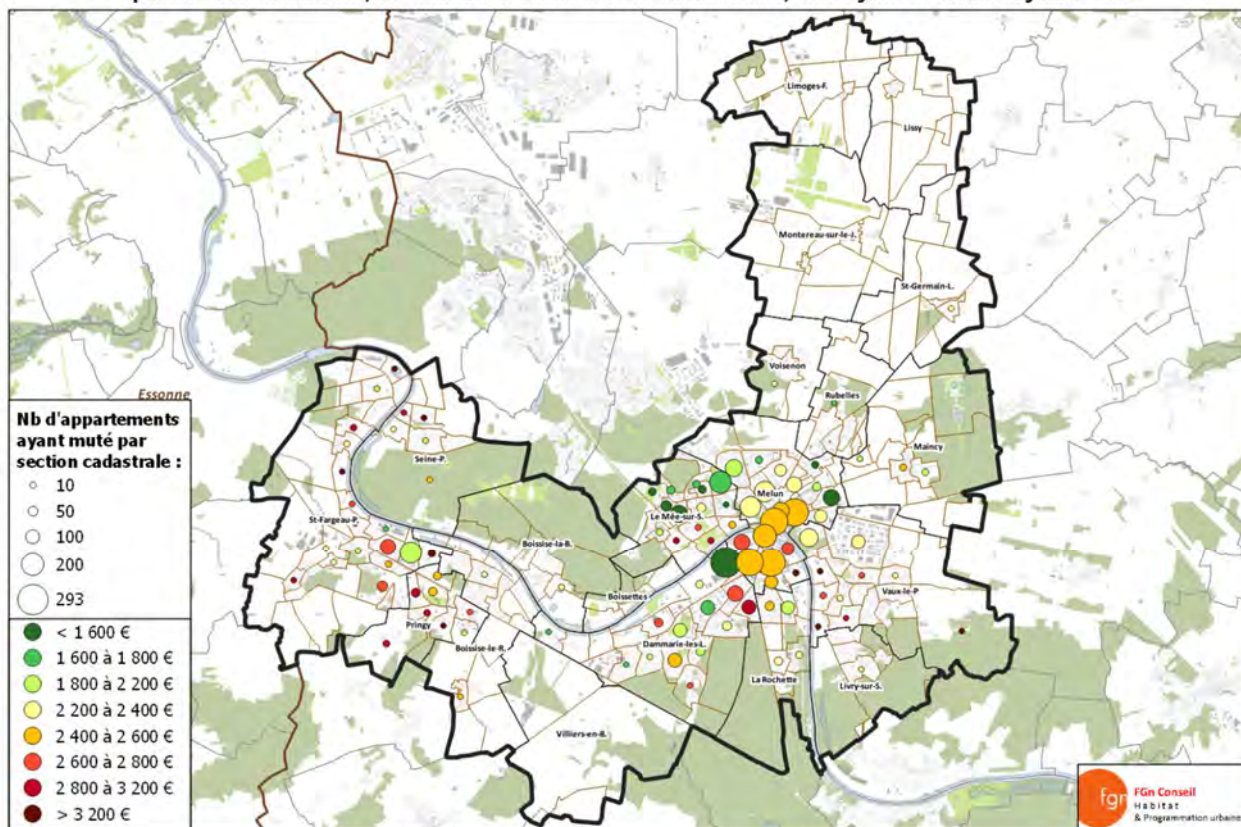 Limoges-F.
Lissy
Montereau-sur-le-J.
St-Germain-L.
Voisenon
Rubelles
Maincy
Essonne
Nb d'appartements
ayant muté par
section cadastrale :
10
50
100
200
293
Seine-P.
Melun
Le Mée-sur-S.
St-Fargeau-P.
Boissise-la-B.
Boissettes
Vaux-le-P
Pringy
Boissise-le-R.
Dammarie-les-L.
La Rochette
Livry-sur-S.
Villiers-en-B.
< 1 600 €
1 600 à 1 800 €
1 800 à 2 200 €
2 200 à 2 400 €
2 400 à 2 600 €
2 600 à 2 800 €
2 800 à 3 200 €
> 3 200 €
fgn
FGn Conseil
Habitat
& Programmation urbaine